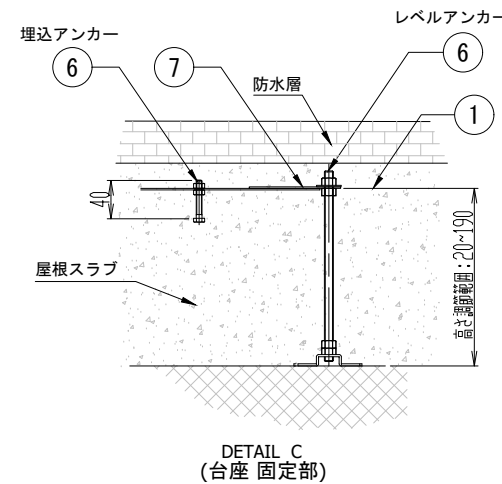 レベルアンカー
埋込アンカー
6
7
6
防水層
1
40
屋根スラブ
高さ調節範囲：20~190
DETAIL C
(台座 固定部)